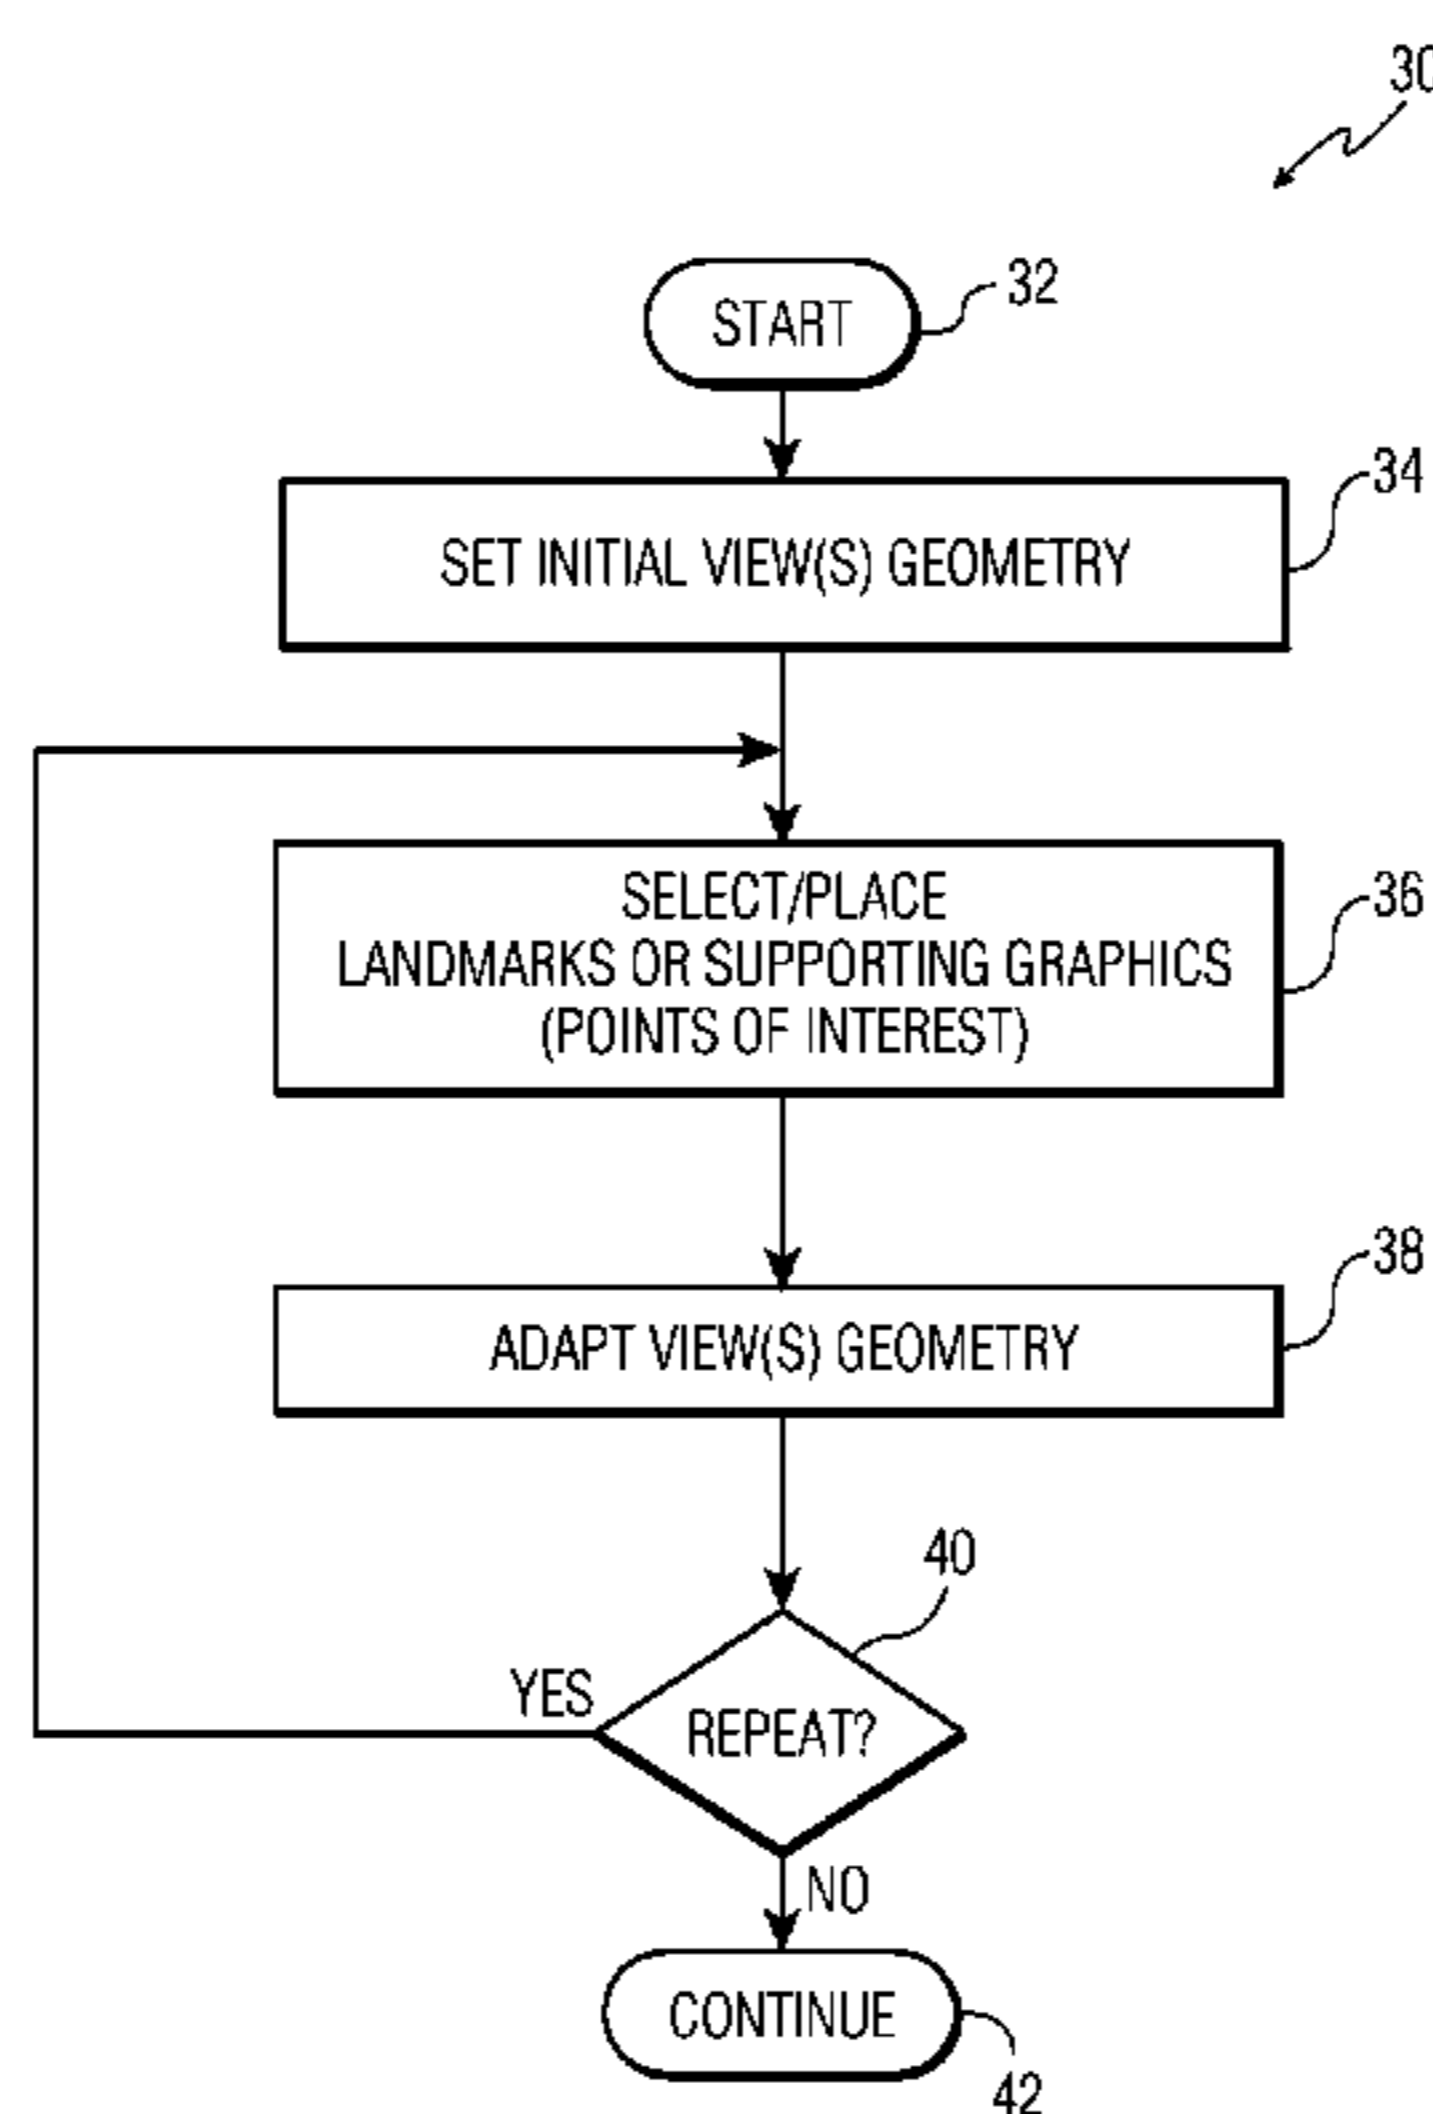 30
START
32
SET INITIAL VIEW(S) GEOMETRY
34
SELECT/PLACE
LANDMARKS OR SUPPORTING GRAPHICS
(POINTS OF INTEREST)
36
ADAPT VIEW(S) GEOMETRY
38
40
YES
REPEAT?
NO
CONTINUE
42